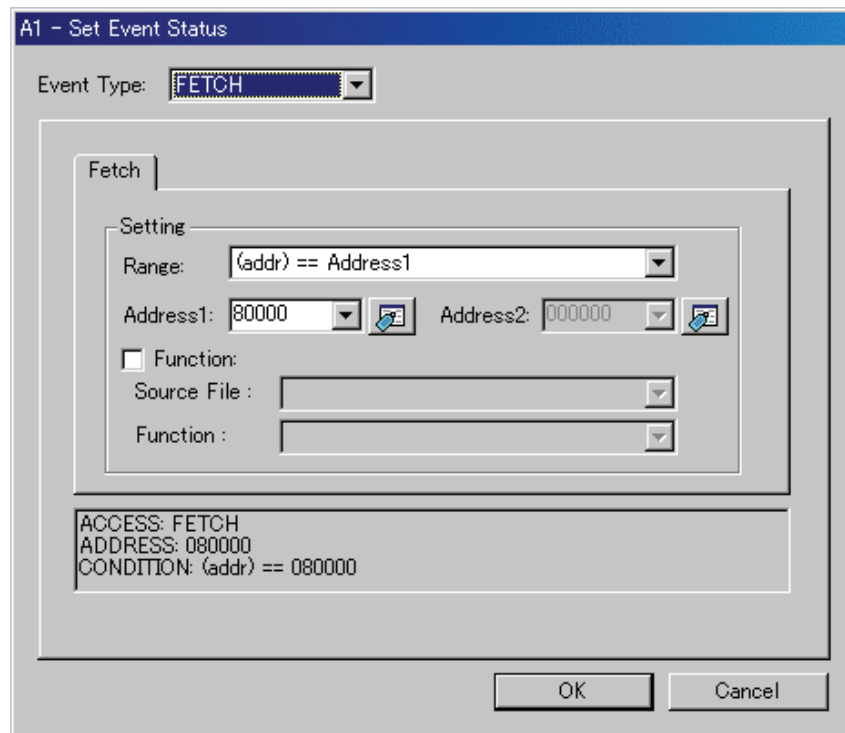 A1 - Set Event Status
Event Type: FETCH
Fetch
Setting
Range: (addr) == Address1
Address1: 80000 Address2: 000000
Function:
Source File :
Function :
ACCESS: FETCH
ADDRESS: 080000
CONDITION: (addr) == 080000
OK Cancel